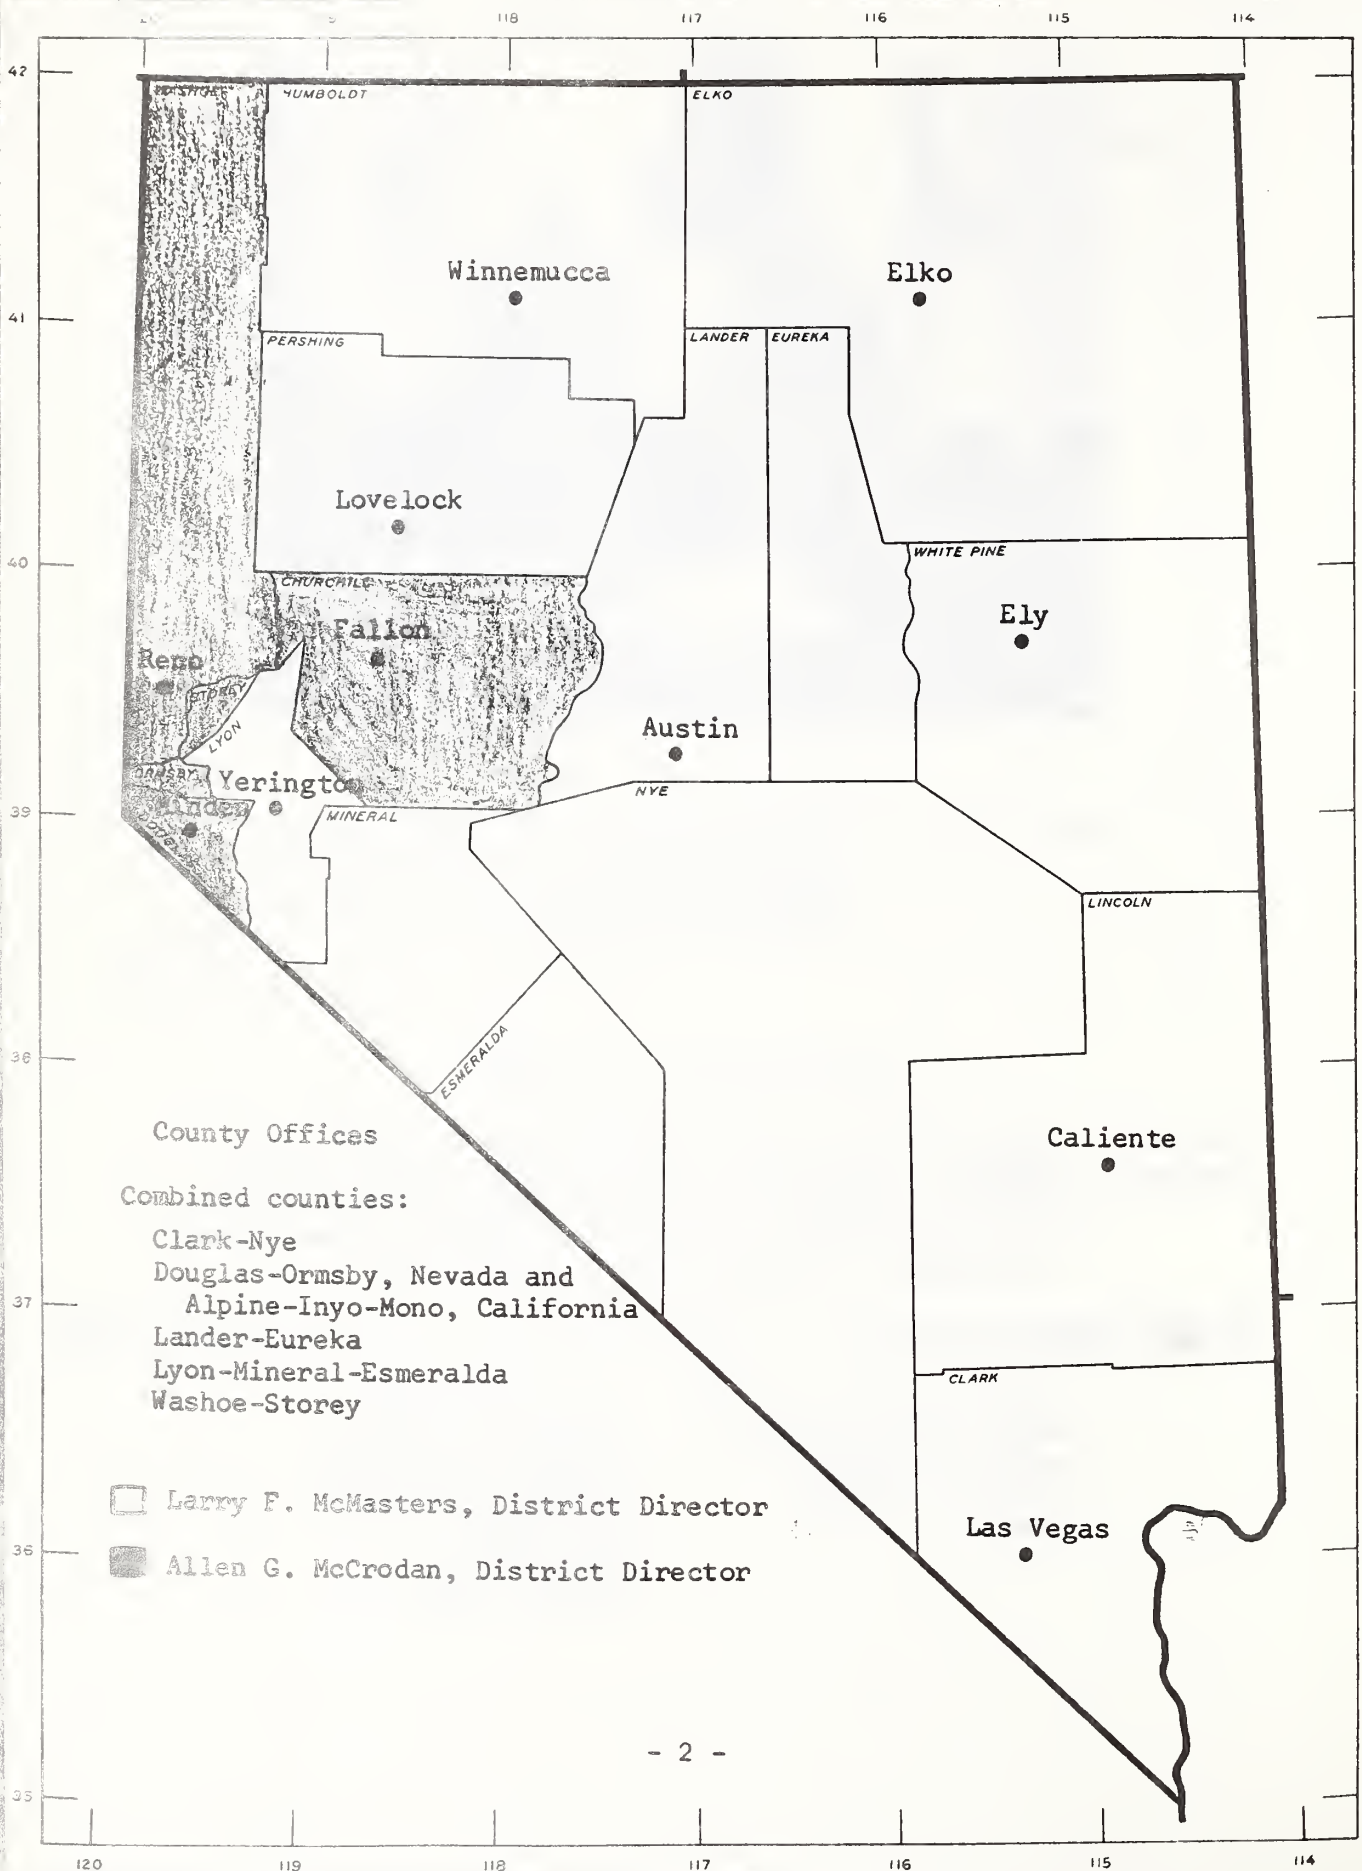 118 117 116 115 114
42
HUMBOLDT ELKO
Winnemucca Elko
41
PERSHING LANDER EUREKA
Lovelock
40
WHITE PINE
CHURCHILL
Fallon Ely
Reno
STOREY
LYON
Austin
ORMSBY
Yerington
NYE
39
Minden
MINERAL
LINCOLN
ESMERALDA
38
County Offices
Caliente
Combined counties:
Clark-Nye
Douglas-Ormsby, Nevada and
Alpine-Inyo-Mono, California
37
Lander-Eureka
Lyon-Mineral-Esmeralda
CLARK
Washoe-Storey
Larry F. McMasters, District Director
Las Vegas
36
Allen G. McCrodan, District Director
- 2 -
35
120 119 118 117 116 115 114